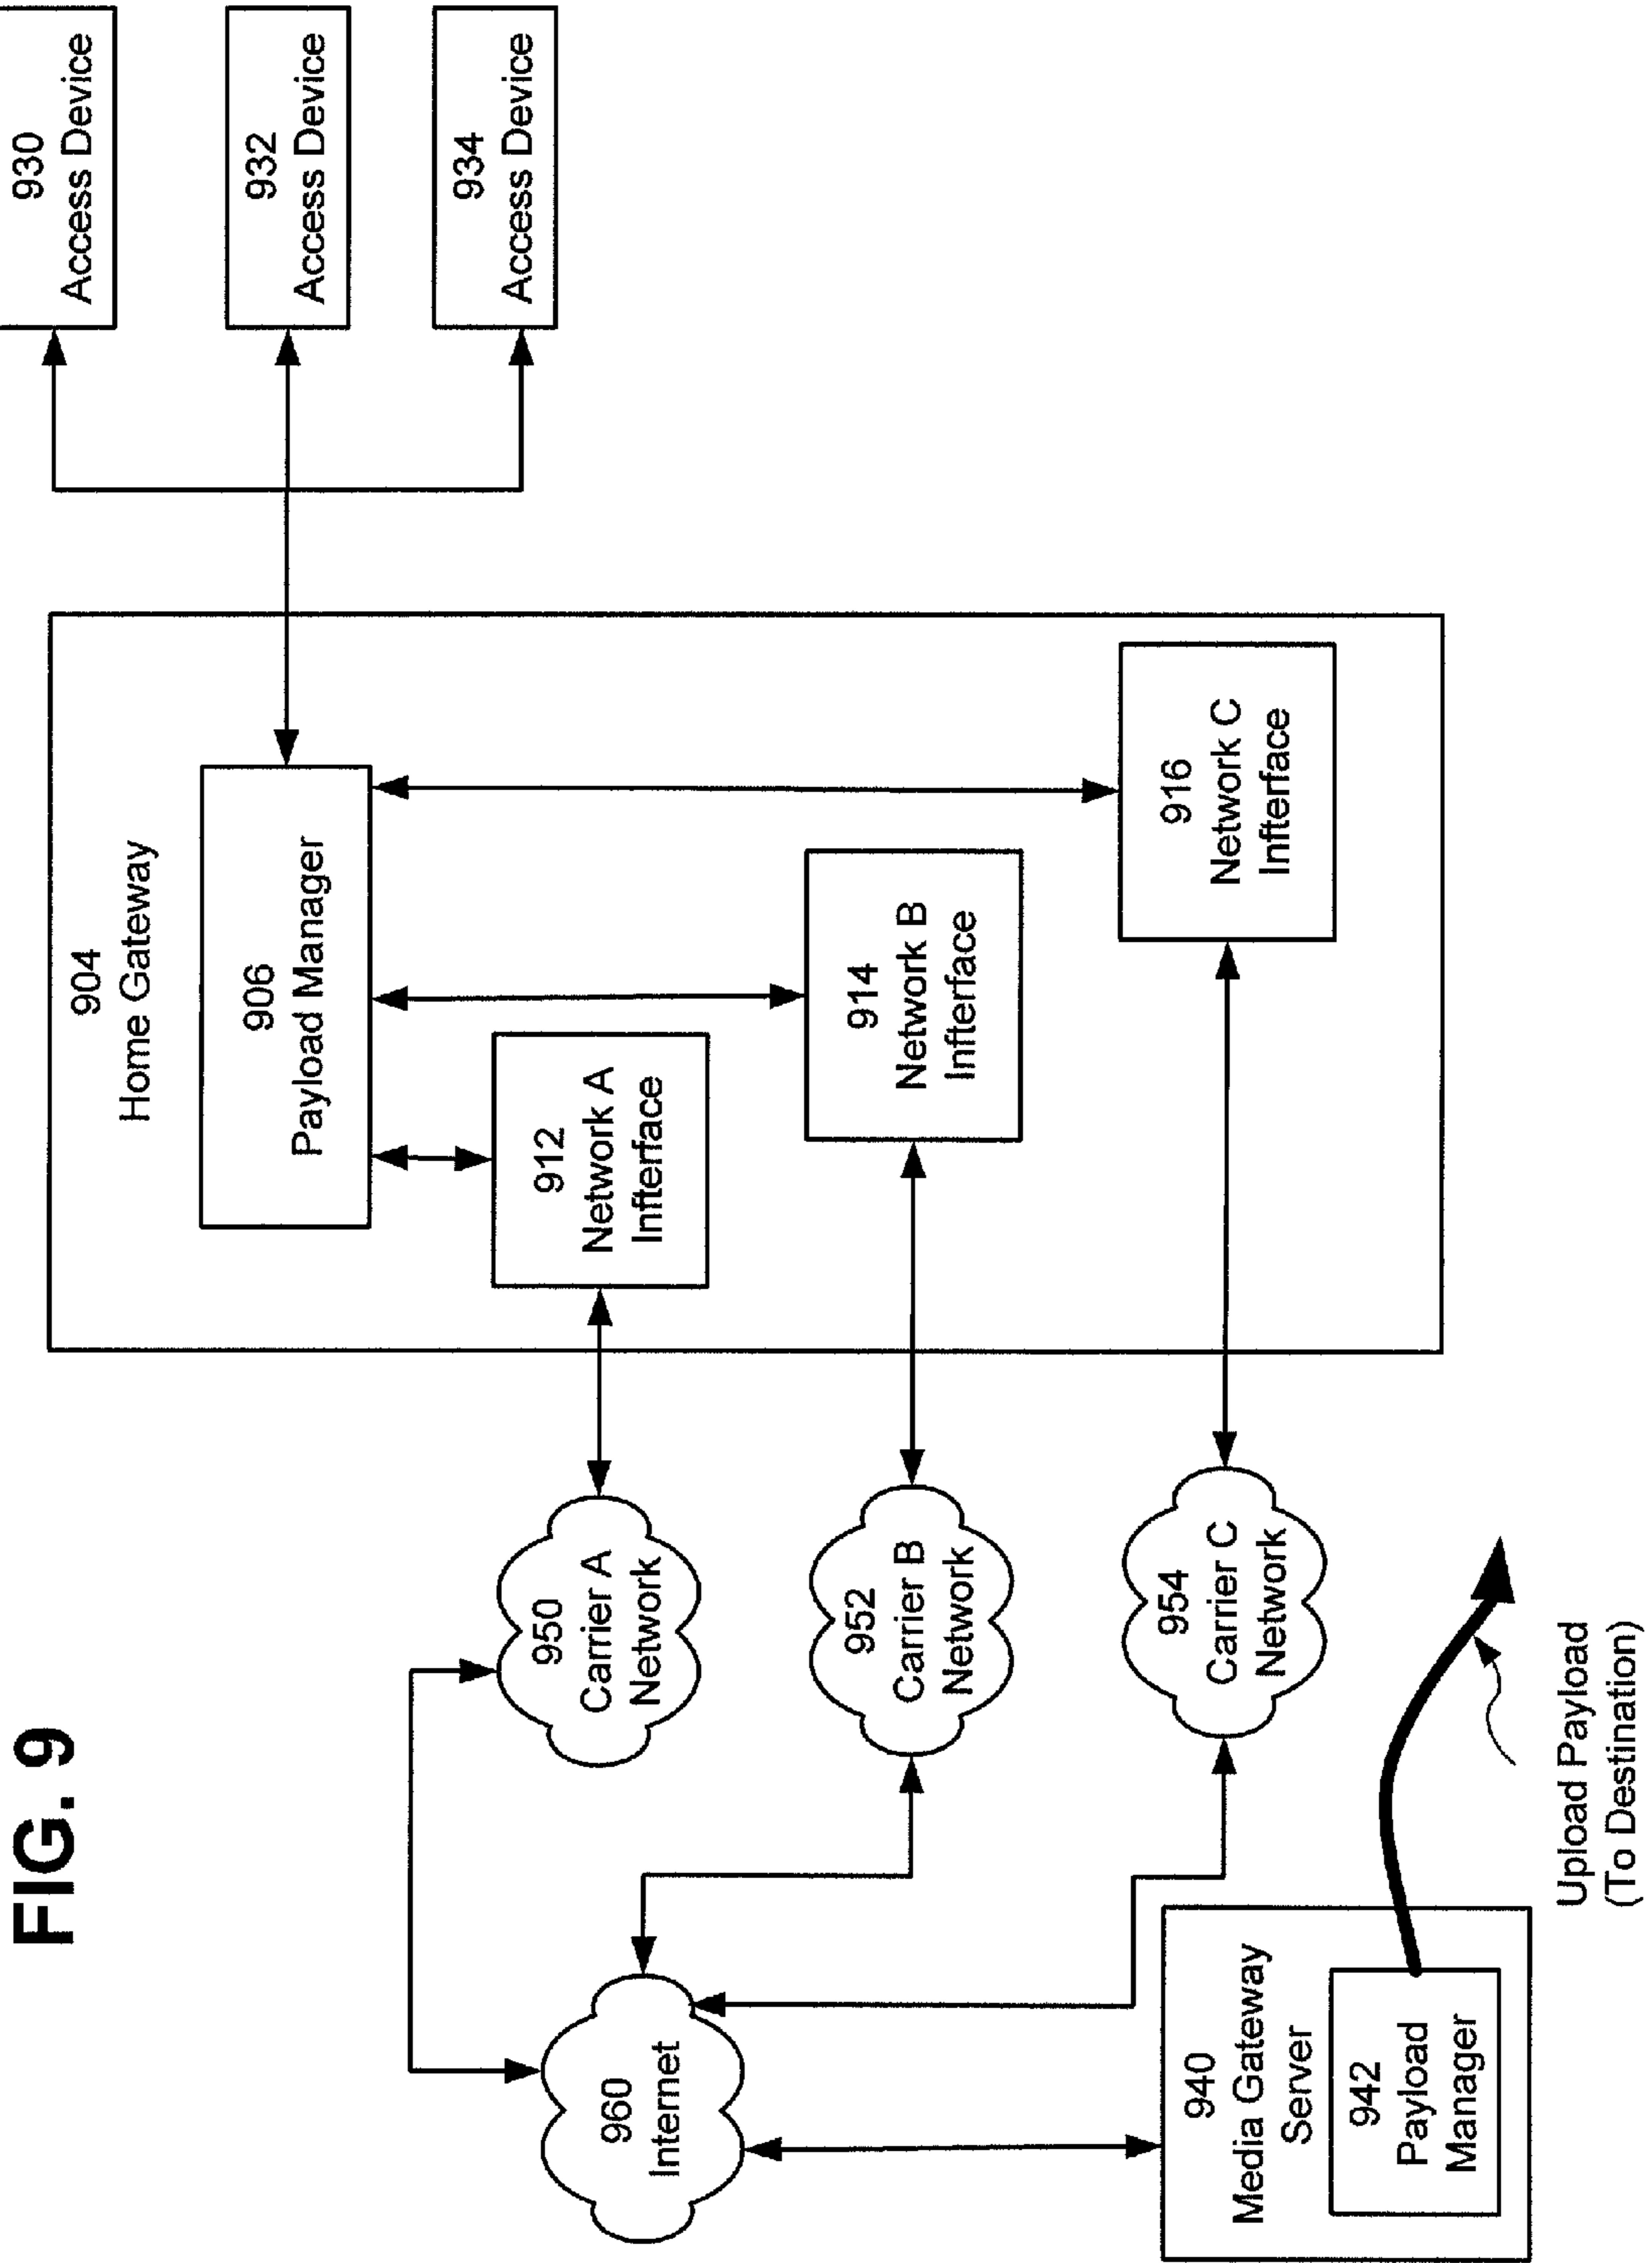 FIG. 9
960
Internet
940
Media Gateway
Server
942
Payload
Manager
Upload Payload
(To Destination)
950
Carrier A
Network
952
Carrier B
Network
954
Carrier C
Network
904
Home Gateway
906
Payload Manager
912
Network A
Infterface
914
Network B
Infterface
916
Network C
Infterface
930
Access Device
932
Access Device
934
Access Device